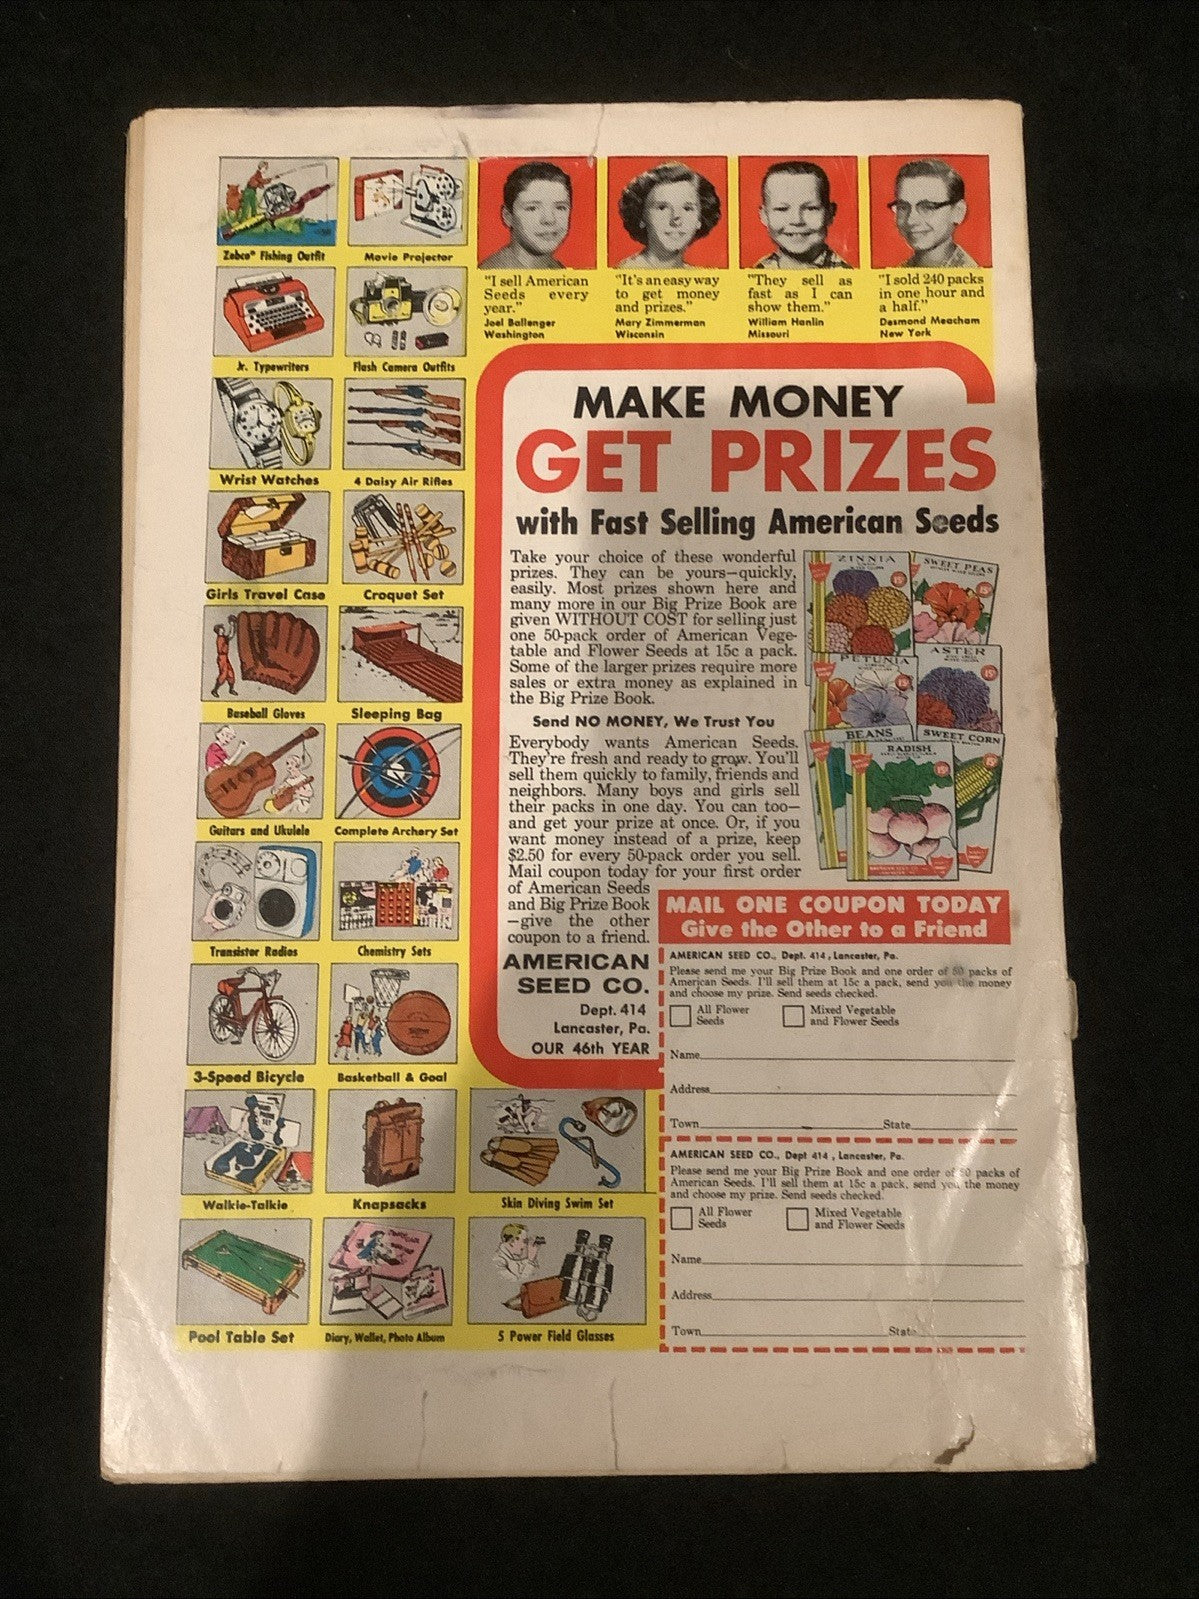 Zebco® Fishing Outfit
Movie Projector
Jr. Typewriters
Flash Camera Outfits
Wrist Watches
4 Daisy Air Rifles
Girls Travel Case
Croquet Set
Baseball Gloves
Sleeping Bag
Guitars and Ukulele
Complete Archery Set
Transistor Radios
Chemistry Sets
3-Speed Bicycle
Basketball & Goal
Walkie-Talkie
Knapsacks
Skin Diving Swim Set
Pool Table Set
Diary, Wallet, Photo Album
5 Power Field Glasses
"I sell American
Seeds every
year."
Joel Ballenger
Washington
"It's an easy way
to get money
and prizes."
Mary Zimmerman
Wisconsin
"They sell as
fast as I can
show them."
William Hanlin
Missouri
"I sold 240 packs
in one hour and
a half."
Desmond Meacham
New York
MAKE MONEY
GET PRIZES
with Fast Selling American Seeds
Take your choice of these wonderful
prizes. They can be yours—quickly,
easily. Most prizes shown here and
many more in our Big Prize Book are
given WITHOUT COST for selling just
one 50-pack order of American Vege-
table and Flower Seeds at 15c a pack.
Some of the larger prizes require more
sales or extra money as explained in
the Big Prize Book.
Send NO MONEY, We Trust You
Everybody wants American Seeds.
They're fresh and ready to grow. You'll
sell them quickly to family, friends and
neighbors. Many boys and girls sell
their packs in one day. You can too—
and get your prize at once. Or, if you
want money instead of a prize, keep
$2.50 for every 50-pack order you sell.
Mail coupon today for your first order
of American Seeds
and Big Prize Book
—give the other
coupon to a friend.
AMERICAN
SEED CO.
Dept. 414
Lancaster, Pa.
OUR 46th YEAR
ZINNIA
15¢
SWEET PEAS
15¢
PETUNIA
15¢
ASTER
15¢
BEANS
SWEET CORN
15¢
RADISH
15¢
MAIL ONE COUPON TODAY
Give the Other to a Friend
AMERICAN SEED CO., Dept. 414, Lancaster, Pa.
Please send me your Big Prize Book and one order of 50 packs of
American Seeds. I'll sell them at 15c a pack, send you the money
and choose my prize. Send seeds checked.
All Flower
Seeds
Mixed Vegetable
and Flower Seeds
Name
Address
Town State
AMERICAN SEED CO., Dept 414, Lancaster, Pa.
Please send me your Big Prize Book and one order of 50 packs of
American Seeds. I'll sell them at 15c a pack, send you the money
and choose my prize. Send seeds checked.
All Flower
Seeds
Mixed Vegetable
and Flower Seeds
Name
Address
Town State